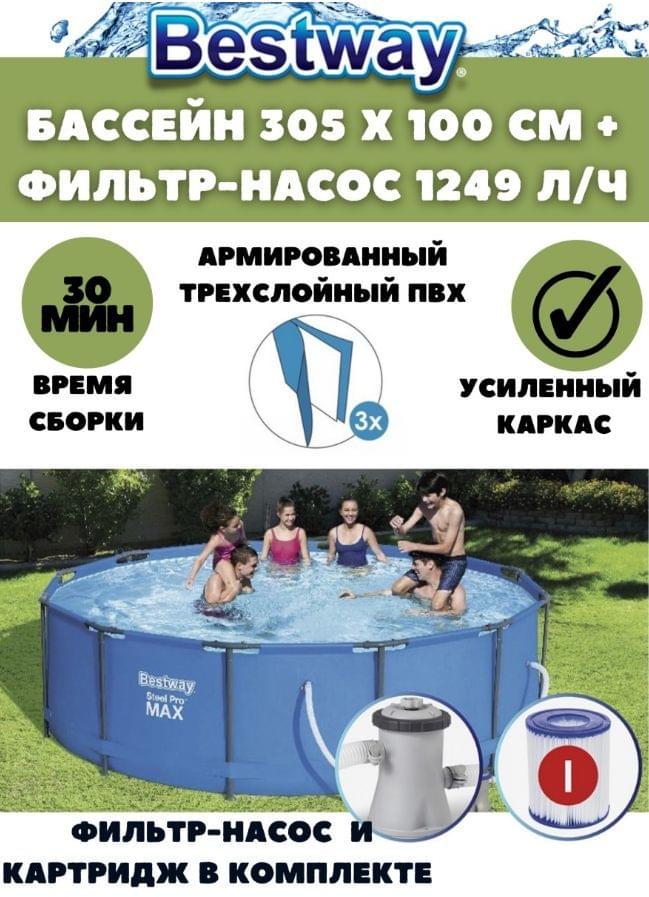 Bestway®
БАССЕЙН 305 Х 100 СМ +
ФИЛЬТР-НАСОС 1249 Л/Ч
30
МИН
АРМИРОВАННЫЙ
ТРЕХСЛОЙНЫЙ ПВХ
ВРЕМЯ
СБОРКИ
3x
УСИЛЕННЫЙ
КАРКАС
Bestway
Steel Pro™
MAX
I
ФИЛЬТР-НАСОС И
КАРТРИДЖ В КОМПЛЕКТЕ